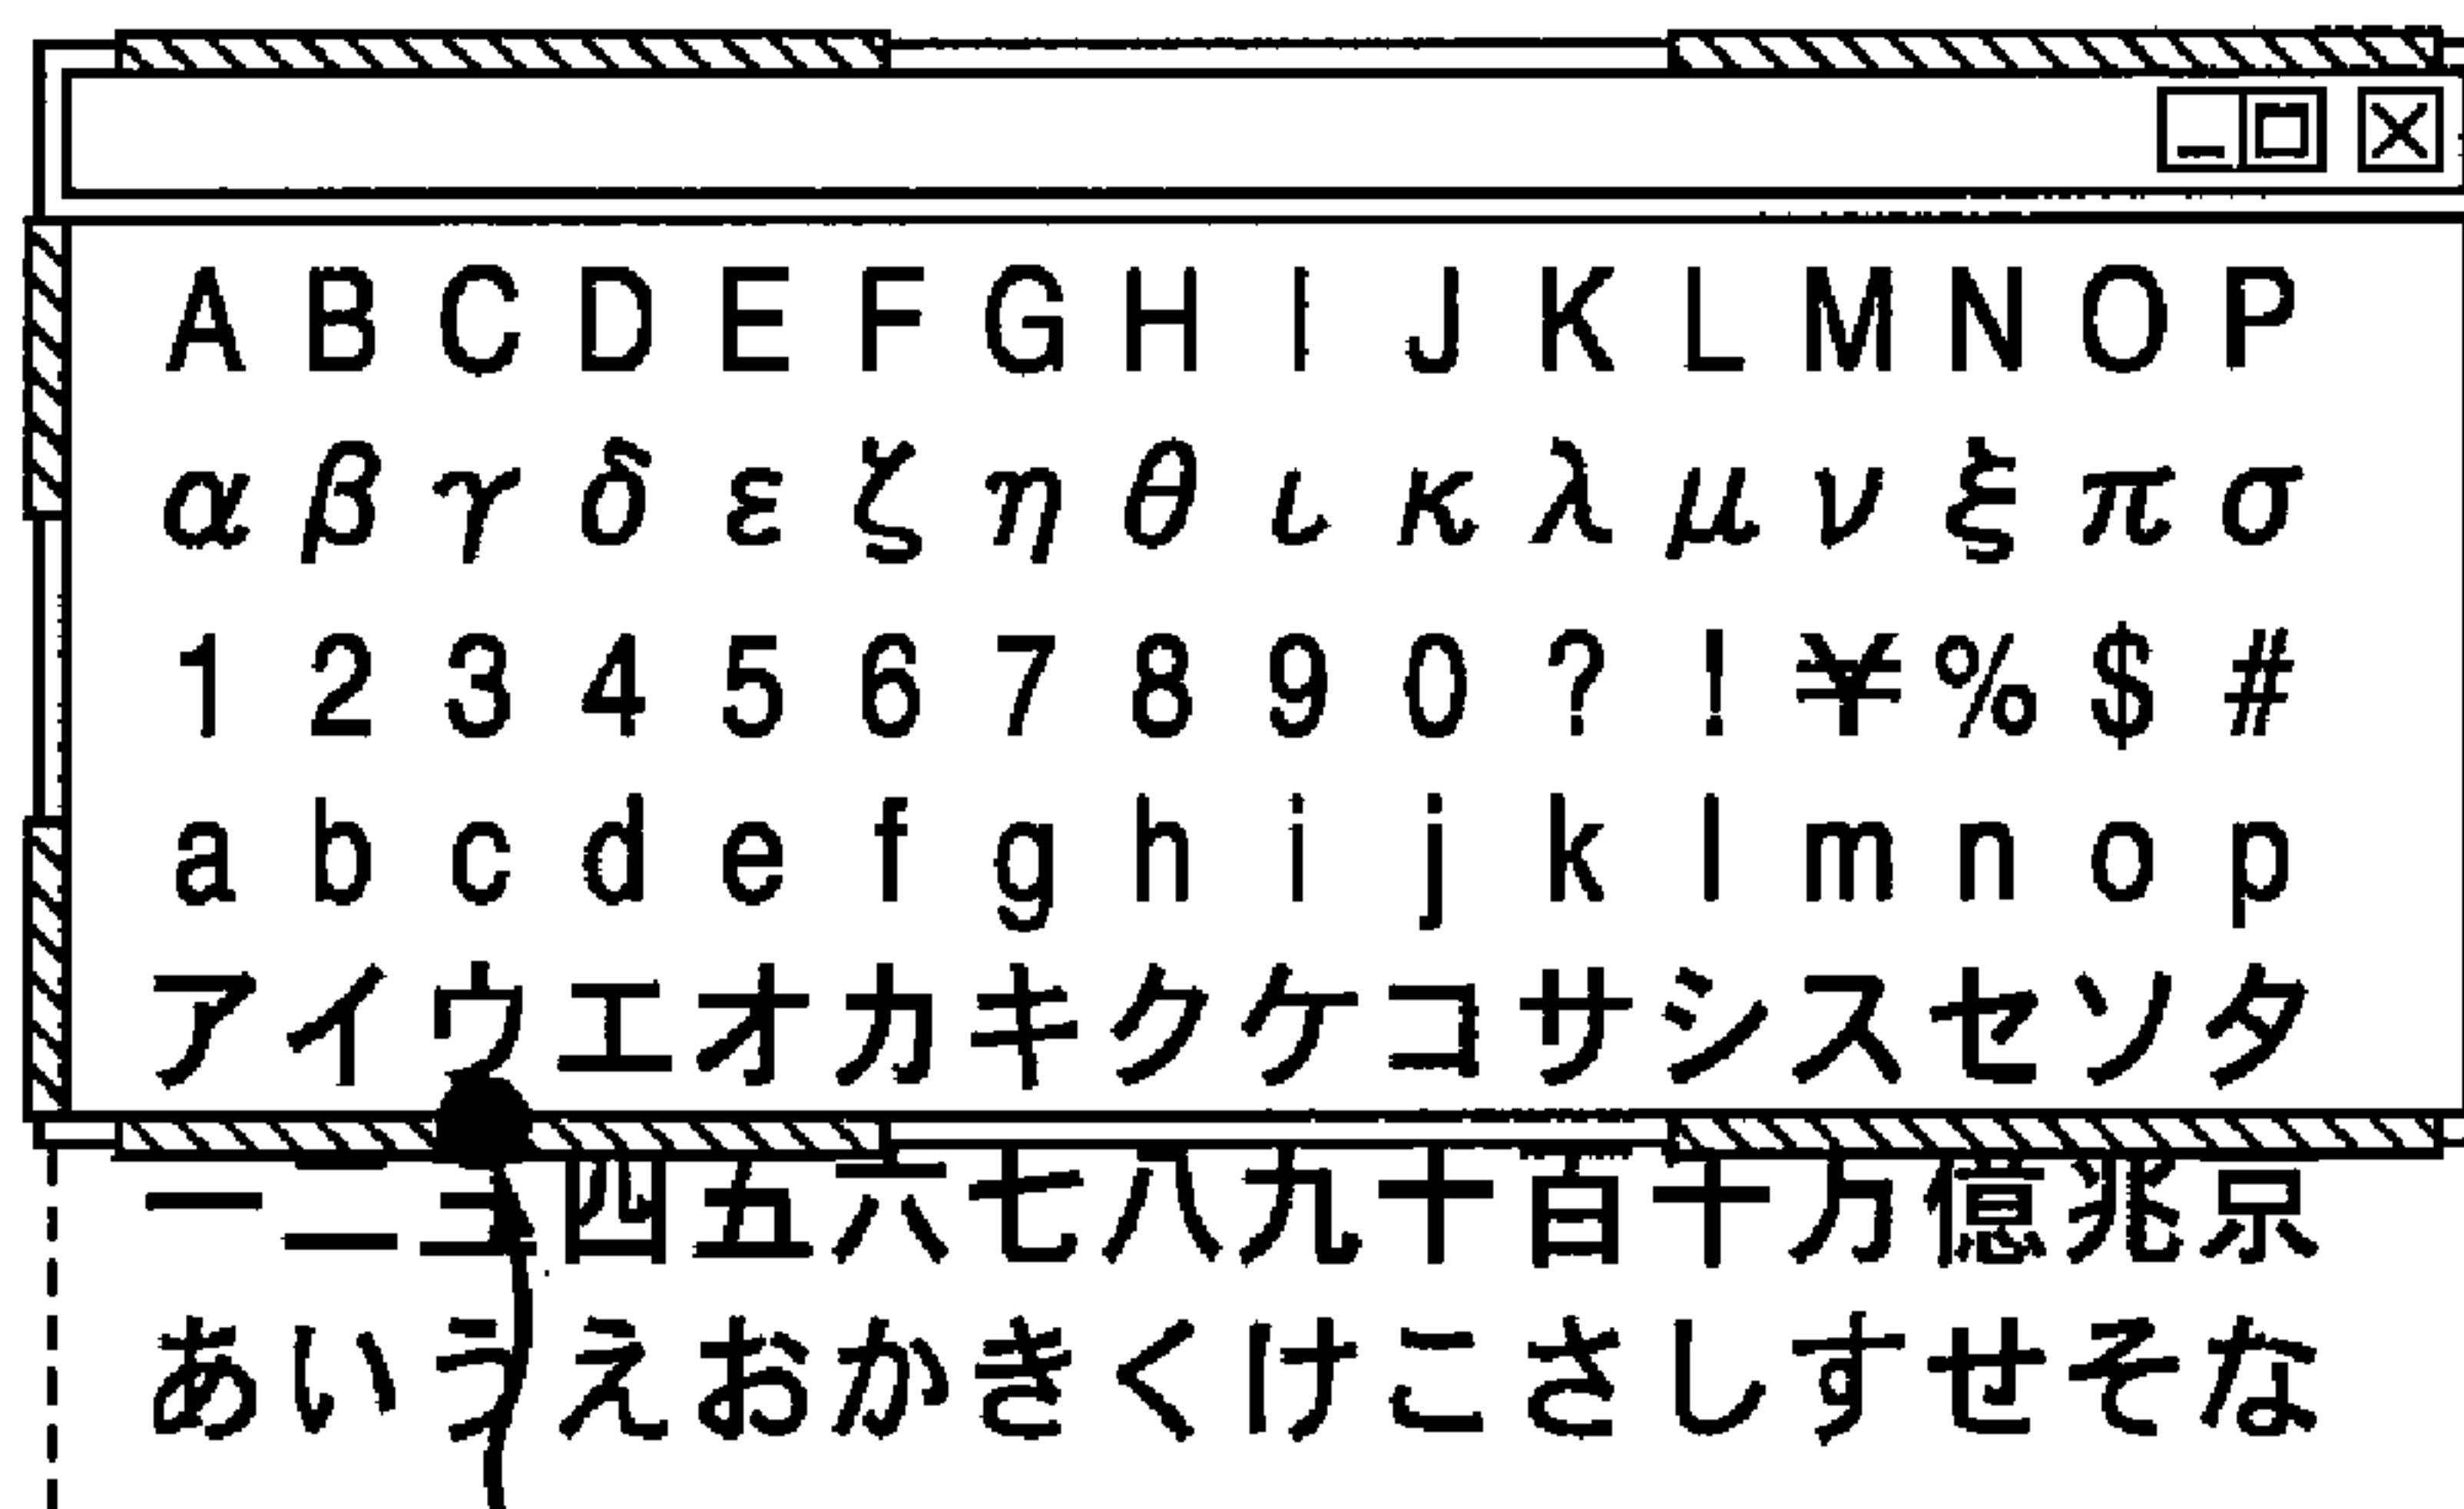 A B C D E F G H I J K L M N O P
α β γ δ ε ζ η θ ι κ λ μ ν ξ π σ
1 2 3 4 5 6 7 8 9 0 ? ! ¥ % $ #
a b c d e f g h i j k l m n o p
ア イ ウ エ オ カ キ ク ケ コ サ シ ス セ ソ タ
一 二 三 四 五 六 七 八 九 十 百 千 万 億 兆 京
あ い う え お か き く け こ さ し す せ そ な